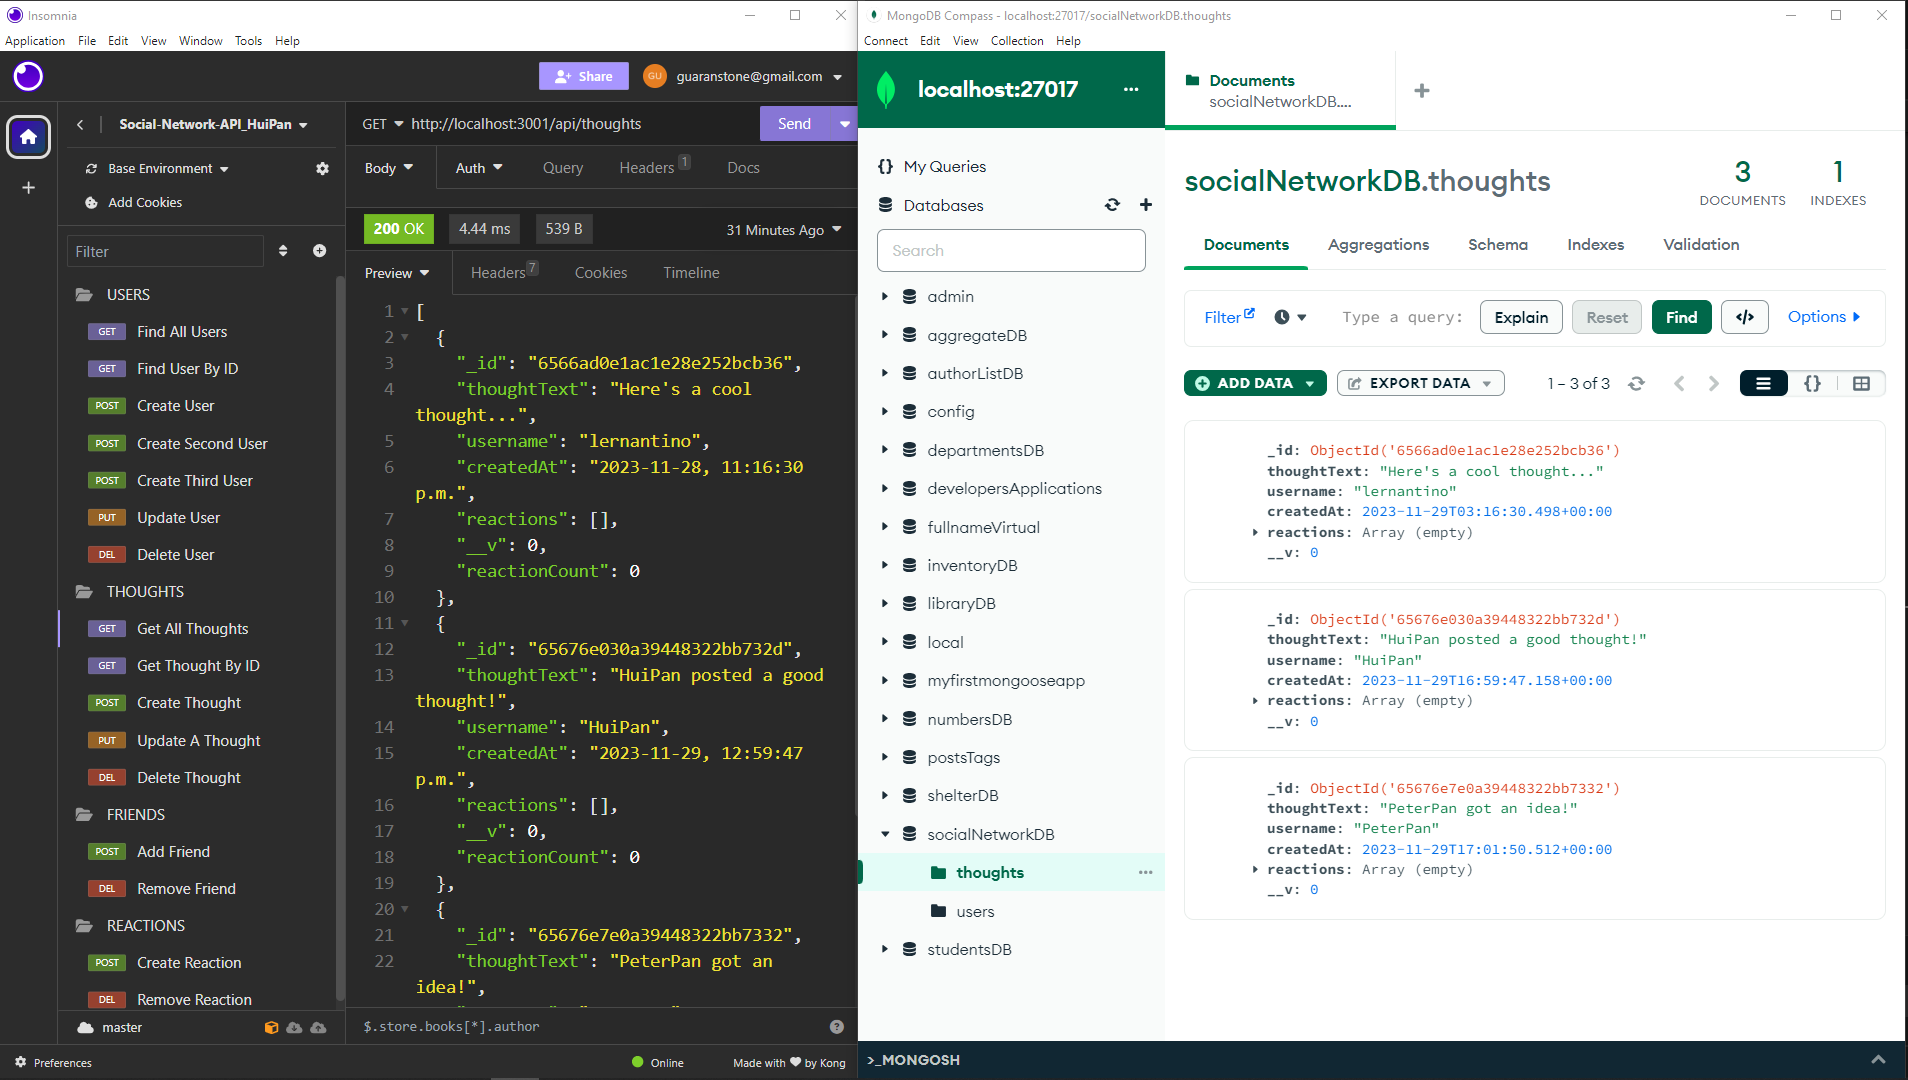 Insomnia
Application File Edit View Window Tools Help
Share
GU
guaranstone@gmail.com
Social-Network-API_HuiPan
Base Environment
Add Cookies
Filter
USERS
GET Find All Users
GET Find User By ID
POST Create User
POST Create Second User
POST Create Third User
PUT Update User
DEL Delete User
THOUGHTS
GET Get All Thoughts
GET Get Thought By ID
POST Create Thought
PUT Update A Thought
DEL Delete Thought
FRIENDS
POST Add Friend
DEL Remove Friend
REACTIONS
POST Create Reaction
DEL Remove Reaction
master
GET http://localhost:3001/api/thoughts
Send
Body Auth Query Headers 1 Docs
200 OK 4.44 ms 539 B 31 Minutes Ago
Preview Headers 7 Cookies Timeline
1 [
2 {
3 "_id": "6566ad0e1ac1e28e252bcb36",
4 "thoughtText": "Here's a cool
thought...",
5 "username": "lernantino",
6 "createdAt": "2023-11-28, 11:16:30
p.m.",
7 "reactions": [],
8 "__v": 0,
9 "reactionCount": 0
10 },
11 {
12 "_id": "65676e030a39448322bb732d",
13 "thoughtText": "HuiPan posted a good
thought!",
14 "username": "HuiPan",
15 "createdAt": "2023-11-29, 12:59:47
p.m.",
16 "reactions": [],
17 "__v": 0,
18 "reactionCount": 0
19 },
20 {
21 "_id": "65676e7e0a39448322bb7332",
22 "thoughtText": "PeterPan got an
idea!",
$.store.books[*].author
?
Preferences
Online
Made with ♥ by Kong
MongoDB Compass - localhost:27017/socialNetworkDB.thoughts
Connect Edit View Collection Help
localhost:27017 ...
{} My Queries
Databases
Search
admin
aggregateDB
authorListDB
config
departmentsDB
developersApplications
fullnameVirtual
inventoryDB
libraryDB
local
myfirstmongooseapp
numbersDB
postsTags
shelterDB
socialNetworkDB
thoughts ...
users
studentsDB
Documents
socialNetworkDB....
socialNetworkDB.thoughts
3
DOCUMENTS
1
INDEXES
Documents Aggregations Schema Indexes Validation
Filter
Type a query:
Explain Reset Find </> Options
ADD DATA EXPORT DATA 1 – 3 of 3 {}
_id: ObjectId('6566ad0e1ac1e28e252bcb36')
thoughtText: "Here's a cool thought..."
username: "lernantino"
createdAt: 2023-11-29T03:16:30.498+00:00
reactions: Array (empty)
__v: 0
_id: ObjectId('65676e030a39448322bb732d')
thoughtText: "HuiPan posted a good thought!"
username: "HuiPan"
createdAt: 2023-11-29T16:59:47.158+00:00
reactions: Array (empty)
__v: 0
_id: ObjectId('65676e7e0a39448322bb7332')
thoughtText: "PeterPan got an idea!"
username: "PeterPan"
createdAt: 2023-11-29T17:01:50.512+00:00
reactions: Array (empty)
__v: 0
>_MONGOSH